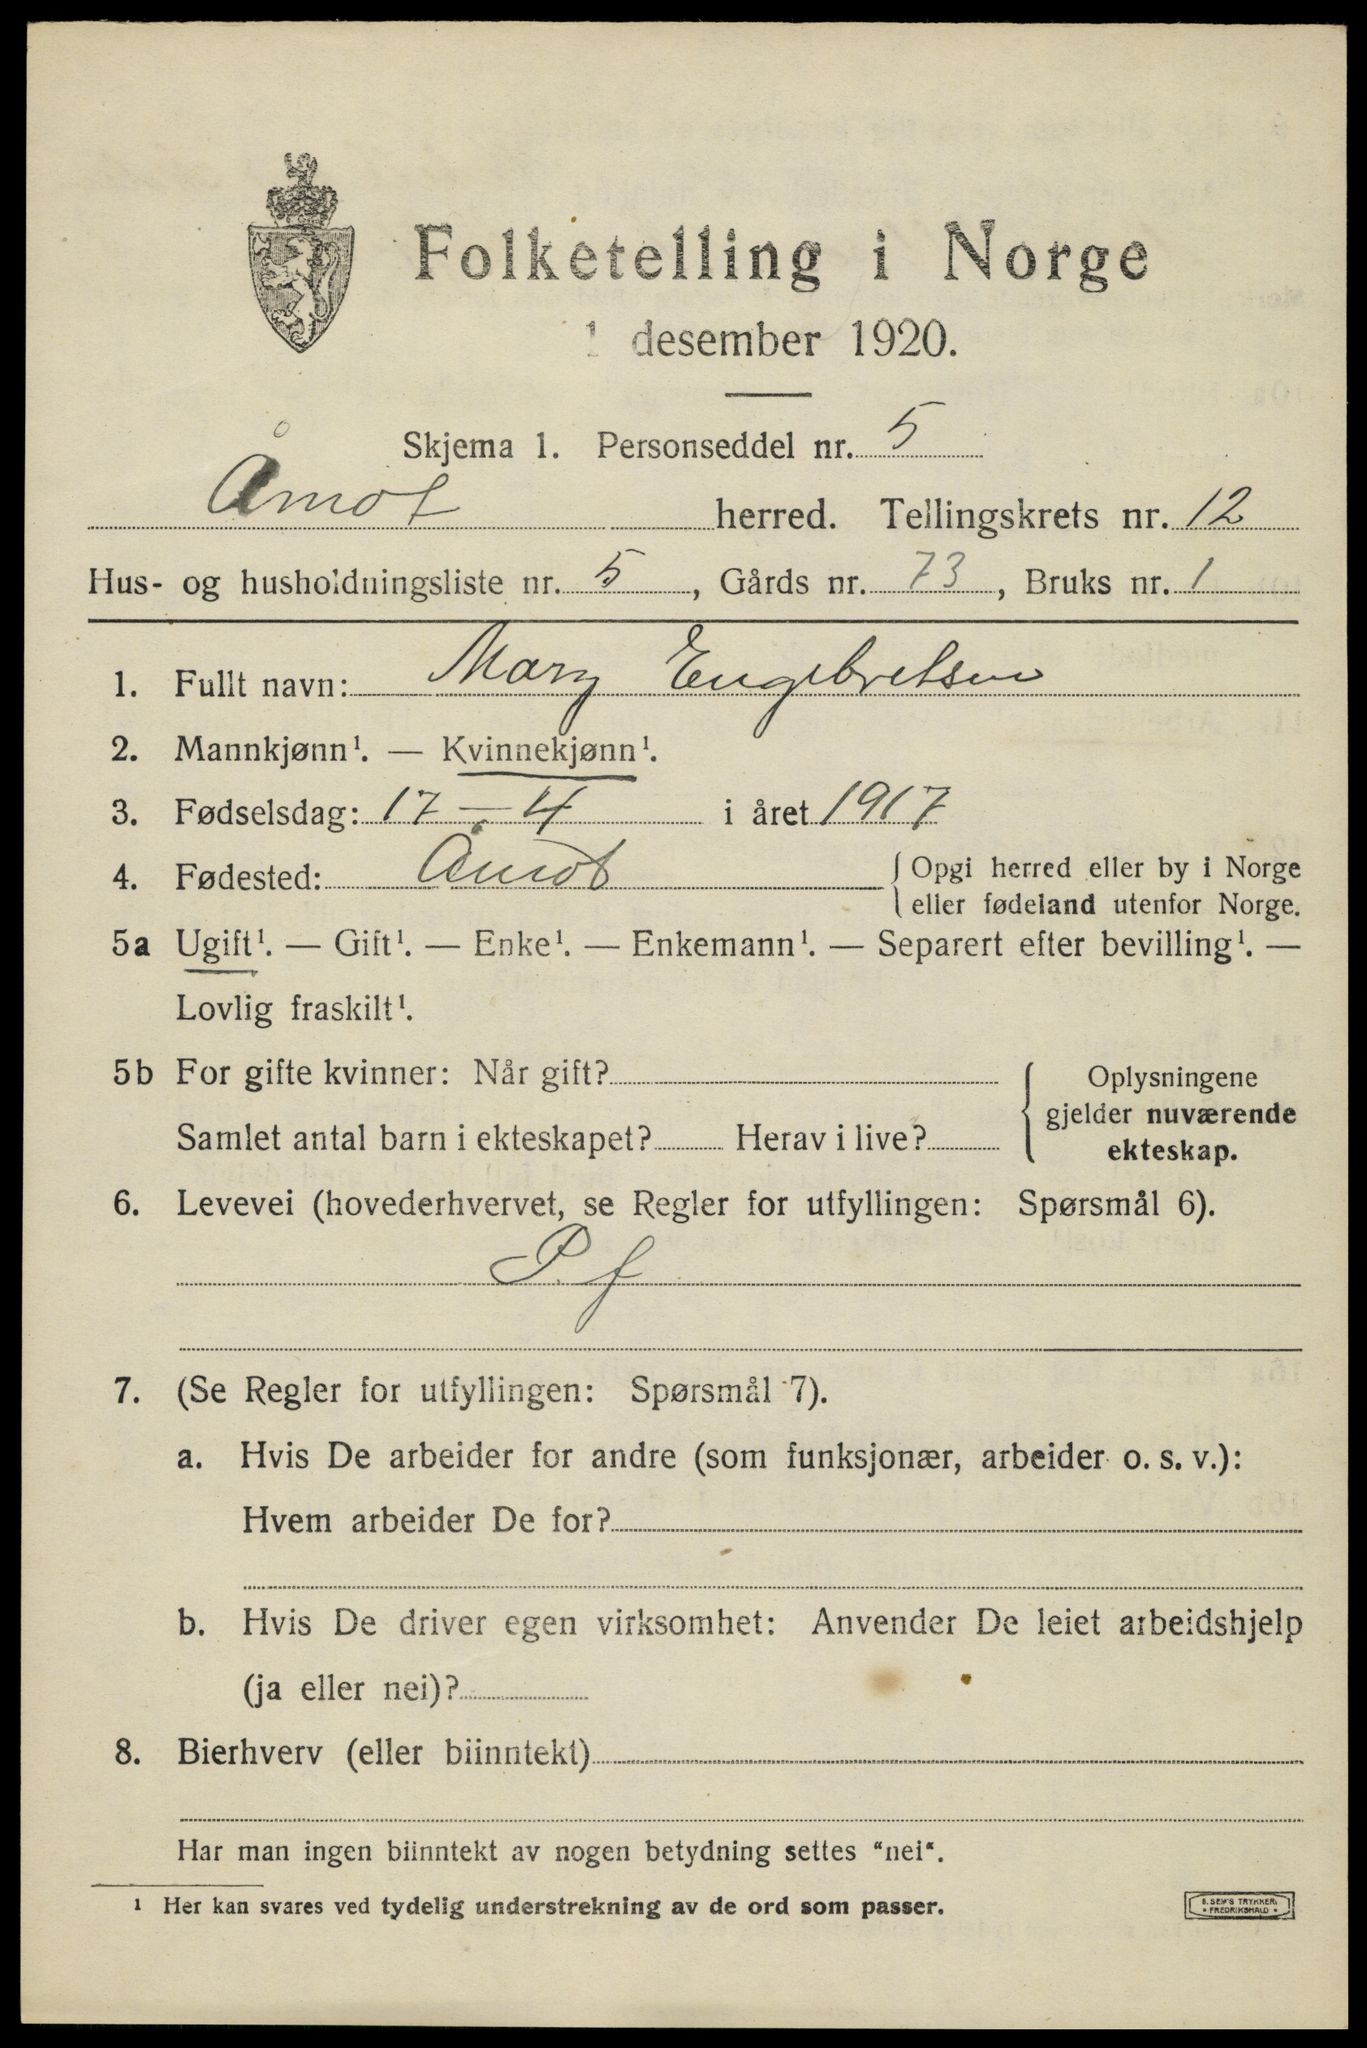 Folketelling i Norge
1 desember 1920.
Skjema 1. Personseddel nr. 5
Åmot herred. Tellingskrets nr. 12
Hus- og husholdningsliste nr. 5, Gårds nr. 73, Bruks nr. 1
1. Fullt navn: Mary Engebretsen
2. Mannkjønn¹. — Kvinnekjønn¹.
3. Fødselsdag: 17 – 4 i året 1917
4. Fødested: Åmot { Opgi herred eller by i Norge
eller fødeland utenfor Norge.
5a Ugift¹. — Gift¹. — Enke¹. — Enkemann¹. — Separert efter bevilling¹. —
Lovlig fraskilt¹.
5b For gifte kvinner: Når gift?
Samlet antal barn i ekteskapet? Herav i live?
{ Oplysningene
gjelder nuværende
ekteskap.
6. Levevei (hovederhvervet, se Regler for utfyllingen: Spørsmål 6).
P. f
7. (Se Regler for utfyllingen: Spørsmål 7).
a. Hvis De arbeider for andre (som funksjonær, arbeider o. s. v.):
Hvem arbeider De for?
b. Hvis De driver egen virksomhet: Anvender De leiet arbeidshjelp
(ja eller nei)?
8. Bierhverv (eller biinntekt)
Har man ingen biinntekt av nogen betydning settes "nei".
¹ Her kan svares ved tydelig understrekning av de ord som passer.
E. SEM'S TRYKKERI
• FREDRIKSHALD •